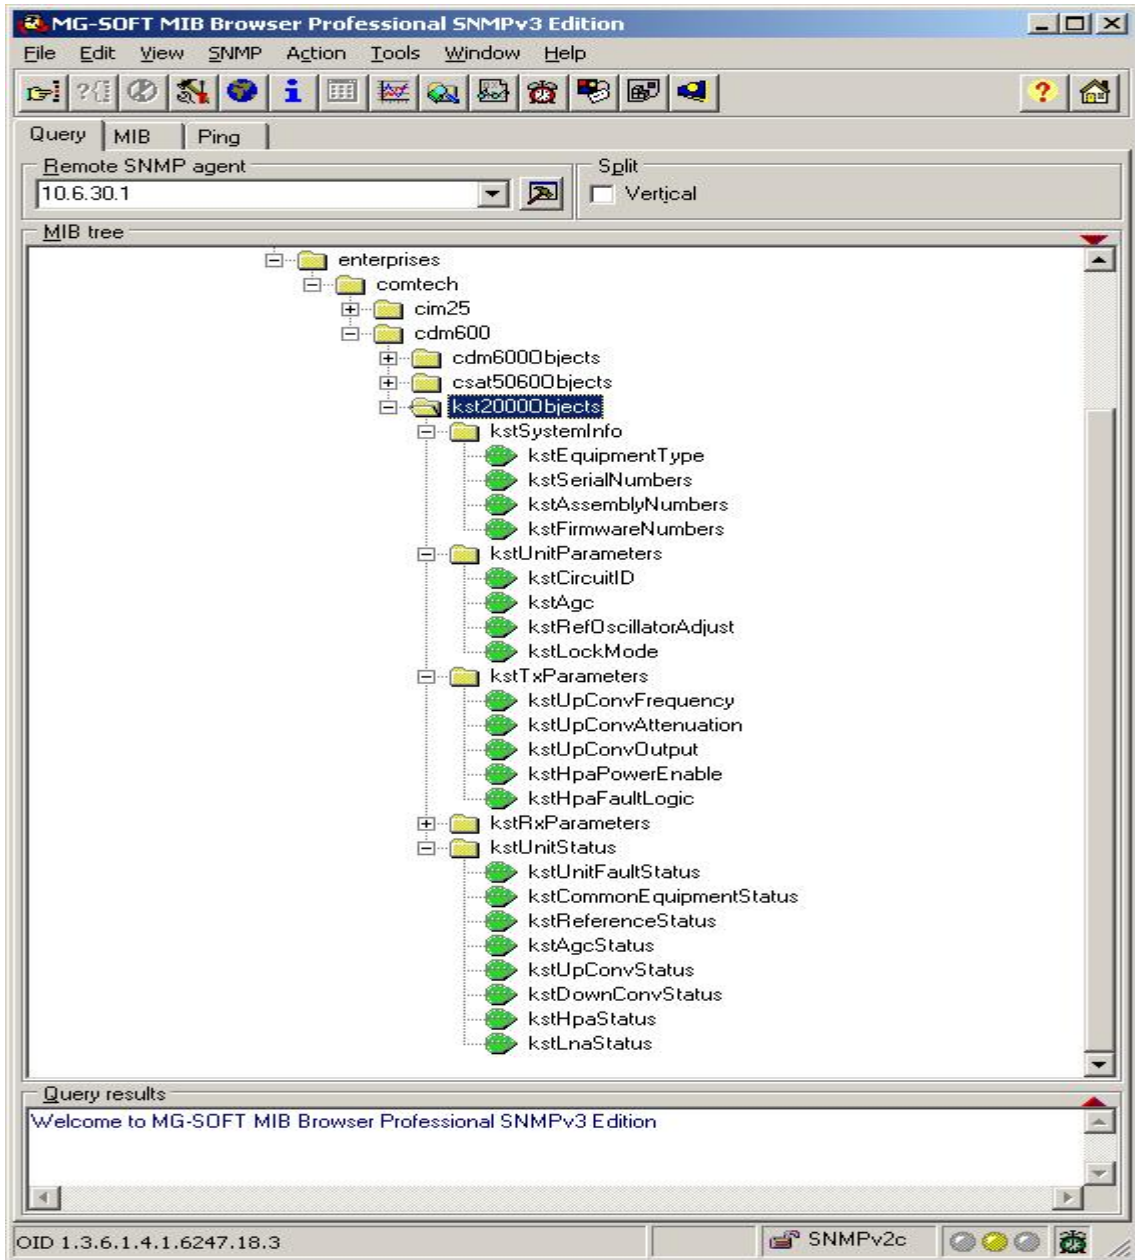 MG-SOFT MIB Browser Professional SNMPv3 Edition
File Edit View SNMP Action Tools Window Help
Query MIB Ping
Remote SNMP agent
Split
10.6.30.1
Vertical
MIB tree
enterprises
comtech
cim25
cdm600
cdm600Objects
csat5060Objects
kst2000Objects
kstSystemInfo
kstEquipmentType
kstSerialNumbers
kstAssemblyNumbers
kstFirmwareNumbers
kstUnitParameters
kstCircuitID
kstAgc
kstRefOscillatorAdjust
kstLockMode
kstTxParameters
kstUpConvFrequency
kstUpConvAttenuation
kstUpConvOutput
kstHpaPowerEnable
kstHpaFaultLogic
kstRxParameters
kstUnitStatus
kstUnitFaultStatus
kstCommonEquipmentStatus
kstReferenceStatus
kstAgcStatus
kstUpConvStatus
kstDownConvStatus
kstHpaStatus
kstLnaStatus
Query results
Welcome to MG-SOFT MIB Browser Professional SNMPv3 Edition
OID 1.3.6.1.4.1.6247.18.3
SNMPv2c